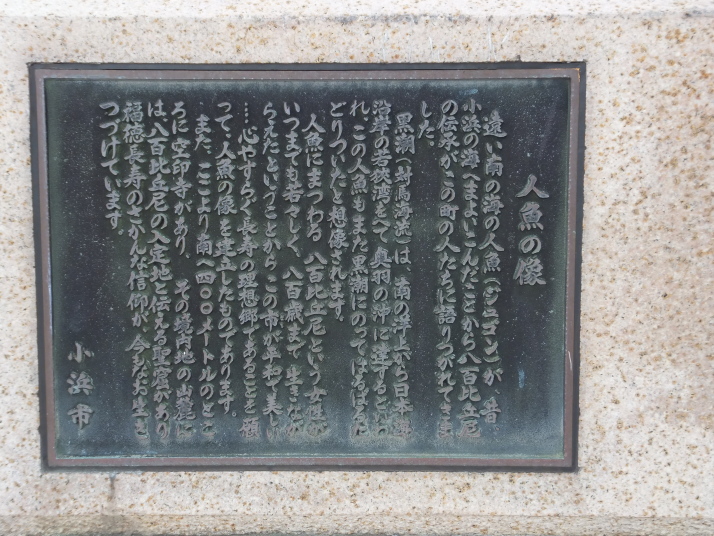 人魚の像
遠い南の海の人魚(ジュゴン)が、昔
小浜の海へまよいこんだことから八百比丘尼
の伝承がこの町の人たちに語りつがれてきま
した。
黒潮(対馬海流)は、南の洋上から日本海
沿岸の若狭湾をへて奥羽の沖に達するといわ
れ、この人魚もまた黒潮にのってはるばるた
どりついたと想像されます。
人魚にまつわる、八百比丘尼という女性が
いつまでも若々しく、八百歳まで生きなが
らえたということから、この市が平和で美しい
…心やすらぐ長寿の理想郷であることを願
って、人魚の像を建立したものであります。
また、ここより南へ四〇〇メートルのとこ
ろに空印寺があり、その境内地の山麓に
は、八百比丘尼の入定地と伝える聖窟があり
福徳長寿のさかんな信仰が、今もなお生き
つづけています。
小浜市